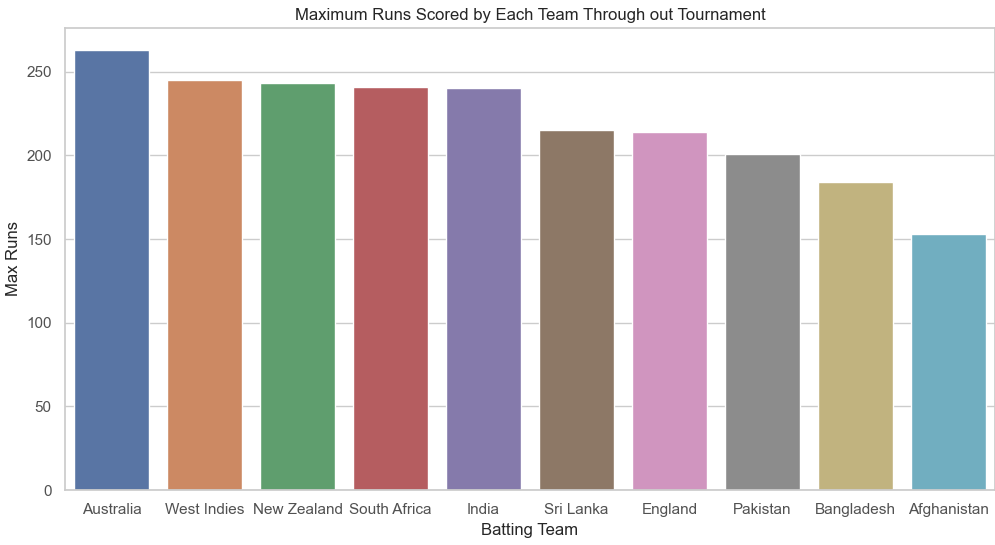 Maximum Runs Scored by Each Team Through out Tournament
Max Runs
250
200
150
100
50
0
Australia West Indies New Zealand South Africa India Sri Lanka England Pakistan Bangladesh Afghanistan
Batting Team